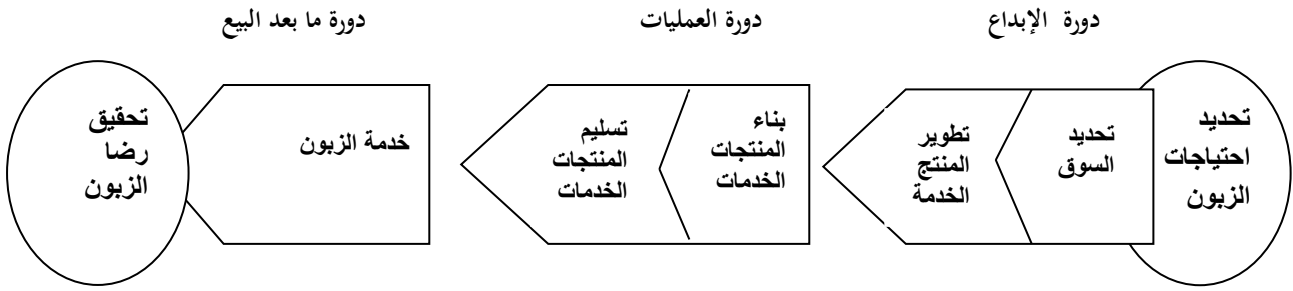 دورة الإبداع
دورة العمليات
دورة ما بعد البيع
تحديد
احتياجات
الزبون
تحديد
السوق
تطوير
المنتج
الخدمة
بناء
المنتجات
الخدمات
تسليم
المنتجات
الخدمات
خدمة الزبون
تحقيق
رضا
الزبون